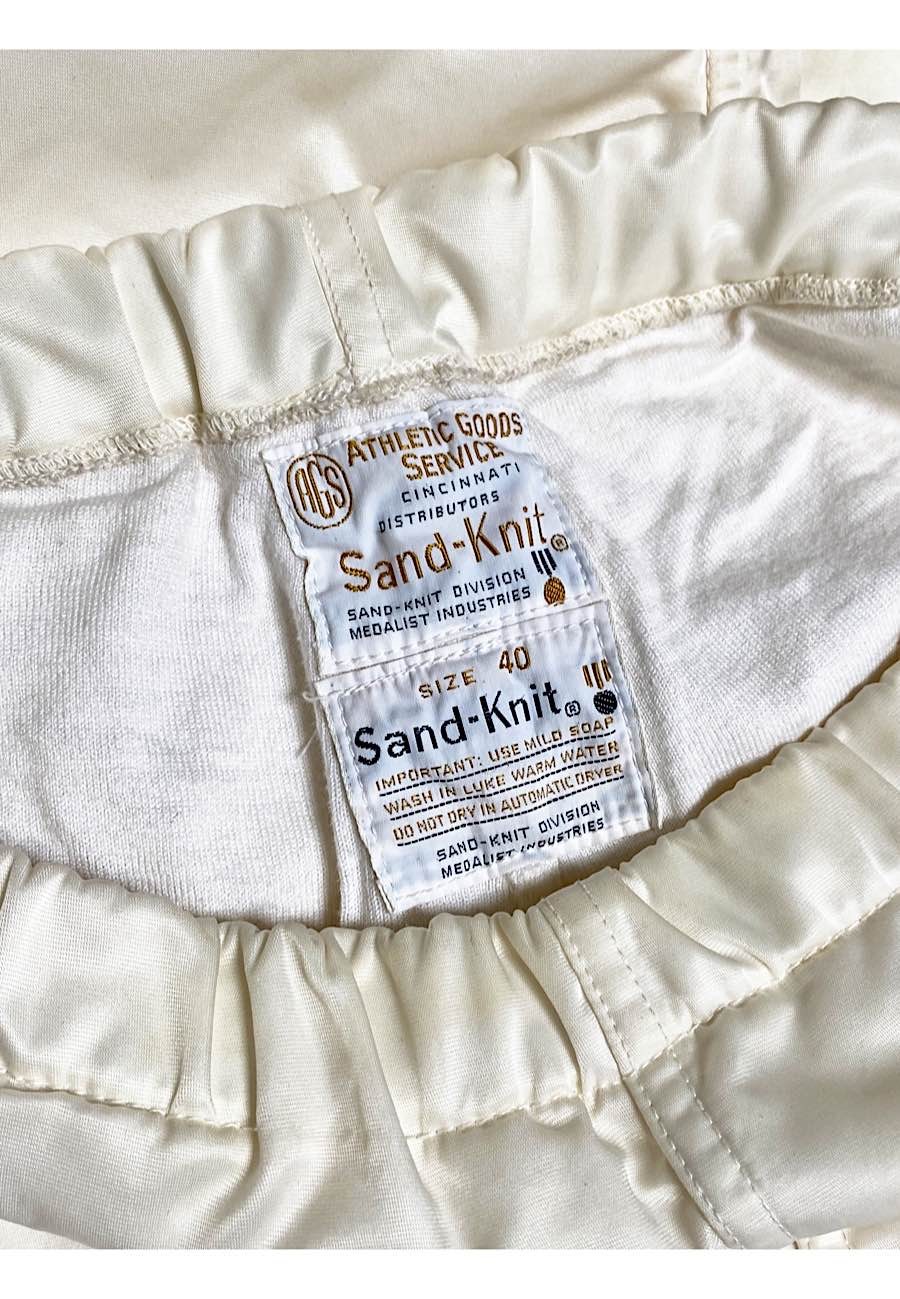 AGS
ATHLETIC GOODS
SERVICE
CINCINNATI
DISTRIBUTORS
Sand-Knit®
SAND-KNIT DIVISION
MEDALIST INDUSTRIES
SIZE 40
Sand-Knit®
IMPORTANT: USE MILD SOAP
WASH IN LUKE WARM WATER
DO NOT DRY IN AUTOMATIC DRYER
SAND-KNIT DIVISION
MEDALIST INDUSTRIES